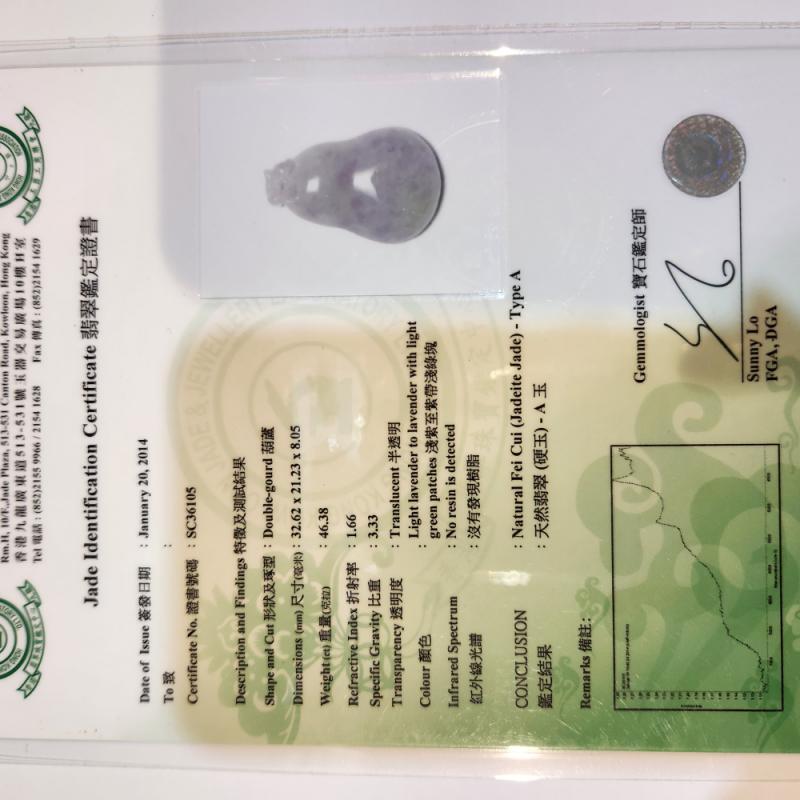 Rm.H, 10/F, Jade Plaza, 513-531 Canton Road, Kowloon, Hong Kong
香港九龍廣東道513-531號玉器交易廣場10樓H室
Tel 電話 : (852)2155 9966 / 2154 1628 Fax 傳真 : (852)2154 1629
Jade Identification Certificate 翡翠鑑定證書
Date of Issue 簽發日期 : January 20, 2014
To 致 :
Certificate No. 證書號碼 : SC36105
Description and Findings 特徵及測試結果
Shape and Cut 形狀及琢型 : Double-gourd 葫蘆
Dimensions (mm) 尺寸(毫米) : 32.62 x 21.23 x 8.05
Weight (ct) 重量(克拉) : 46.38
Refractive Index 折射率 : 1.66
Specific Gravity 比重 : 3.33
Transparency 透明度 : Translucent 半透明
Light lavender to lavender with light
Colour 顏色 : green patches 淺紫至紫帶淺綠塊
Infrared Spectrum : No resin is detected
紅外線光譜 : 沒有發現樹脂
CONCLUSION : Natural Fei Cui (Jadeite Jade) - Type A
鑑定結果 : 天然翡翠 (硬玉) - A 玉
Remarks 備註:
Gemmologist 寶石鑑定師
Sunny Lo
FGA, DGA